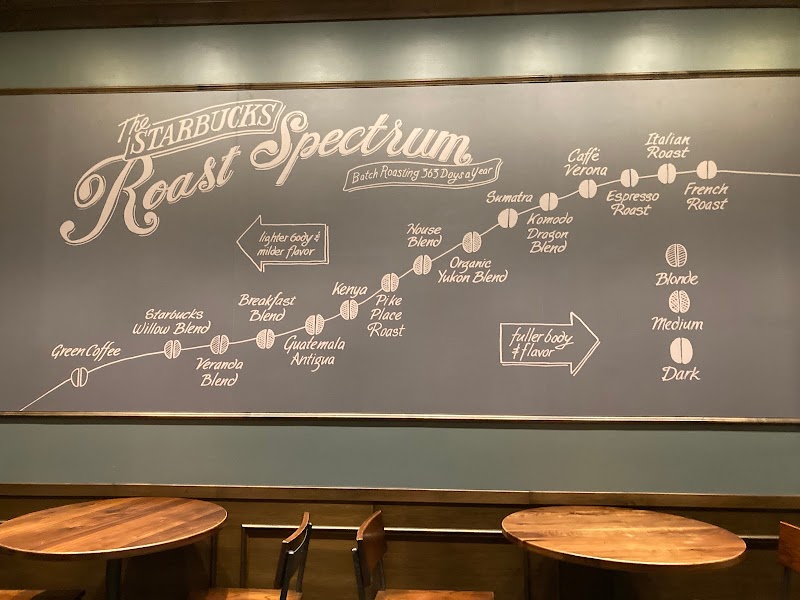 The
STARBUCKS
Roast Spectrum
Batch Roasting 363 Days a Year
lighter body &
milder flavor
Green Coffee
Starbucks
Willow Blend
Veranda
Blend
Breakfast
Blend
Guatemala
Antigua
Kenya
Pike
Place
Roast
House
Blend
Organic
Yukon Blend
Sumatra
Komodo
Dragon
Blend
Caffè
Verona
Espresso
Roast
Italian
Roast
French
Roast
fuller body
& flavor
Blonde
Medium
Dark